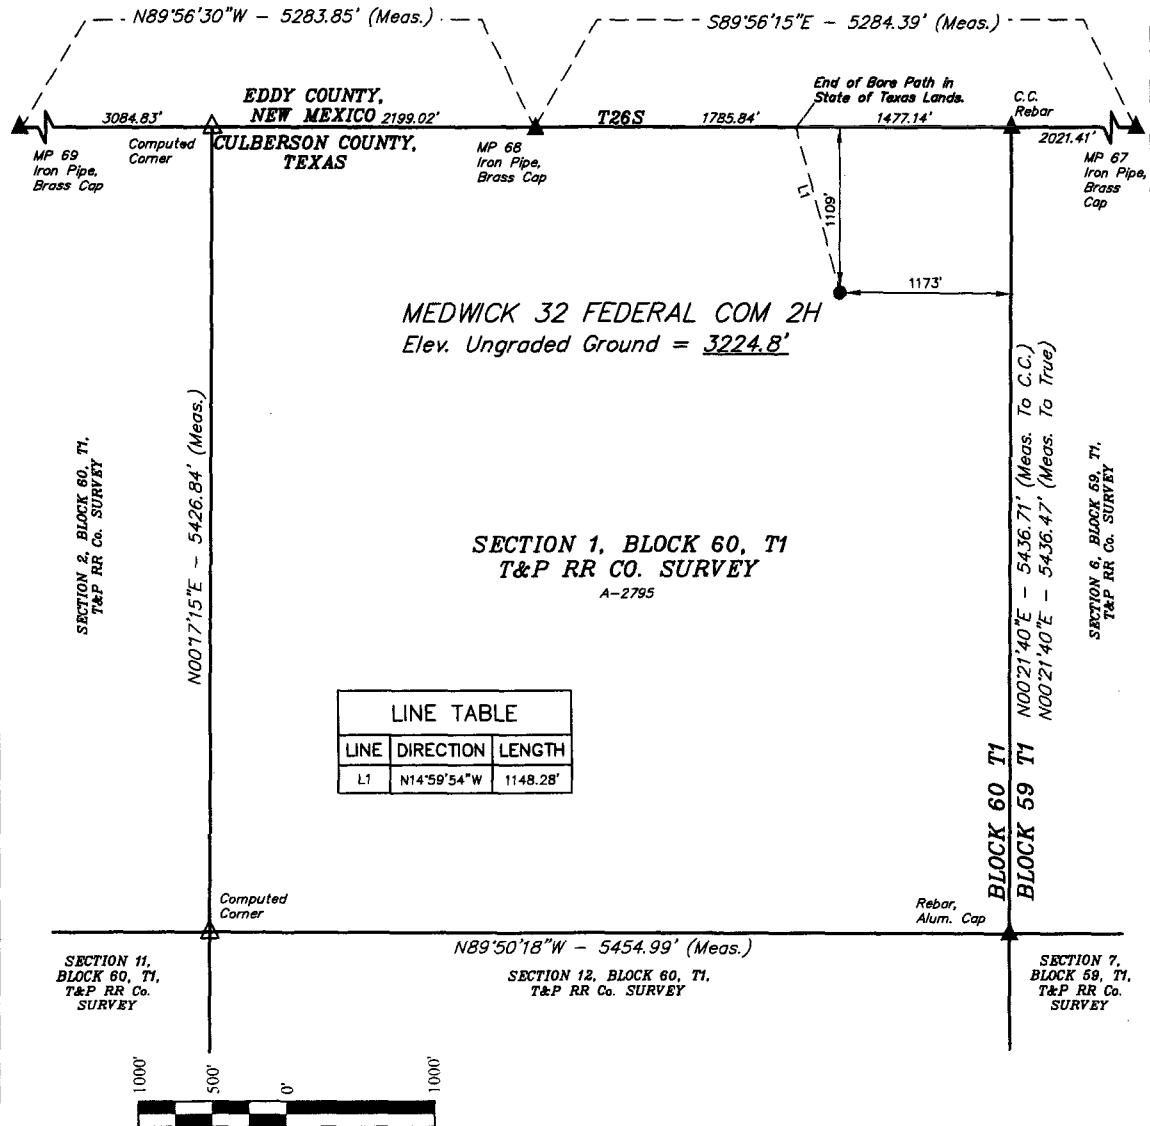 N89°56'30"W - 5283.85' (Meas.)
S89°56'15"E - 5284.39' (Meas.)
End of Bore Path in
State of Texas Lands.
C.C.
Rebar
EDDY COUNTY,
NEW MEXICO
3084.83'
2199.02'
T26S
1785.84'
1477.14'
2021.41'
MP 69
Iron Pipe,
Brass Cap
Computed
Corner
CULBERSON COUNTY,
TEXAS
MP 68
Iron Pipe,
Brass Cap
MP 67
Iron Pipe,
Brass
Cap
L1
1109'
1173'
MEDWICK 32 FEDERAL COM 2H
Elev. Ungraded Ground = 3224.8'
SECTION 2, BLOCK 60, T1,
T&P RR Co. SURVEY
N00°17'15"E - 5426.84' (Meas.)
SECTION 1, BLOCK 60, T1
T&P RR CO. SURVEY
A-2795
N00°21'40"E - 5436.71' (Meas. To C.C.)
N00°21'40"E - 5436.47' (Meas. To True)
SECTION 6, BLOCK 59, T1,
T&P RR Co. SURVEY
LINE TABLE
LINE DIRECTION LENGTH
L1 N14°59'54"W 1148.28'
BLOCK 60 T1
BLOCK 59 T1
Computed
Corner
Rebar,
Alum. Cap
N89°50'18"W - 5454.99' (Meas.)
SECTION 11,
BLOCK 60, T1,
T&P RR Co.
SURVEY
SECTION 12, BLOCK 60, T1,
T&P RR Co. SURVEY
SECTION 7,
BLOCK 59, T1,
T&P RR Co.
SURVEY
1000'
500'
0'
1000'